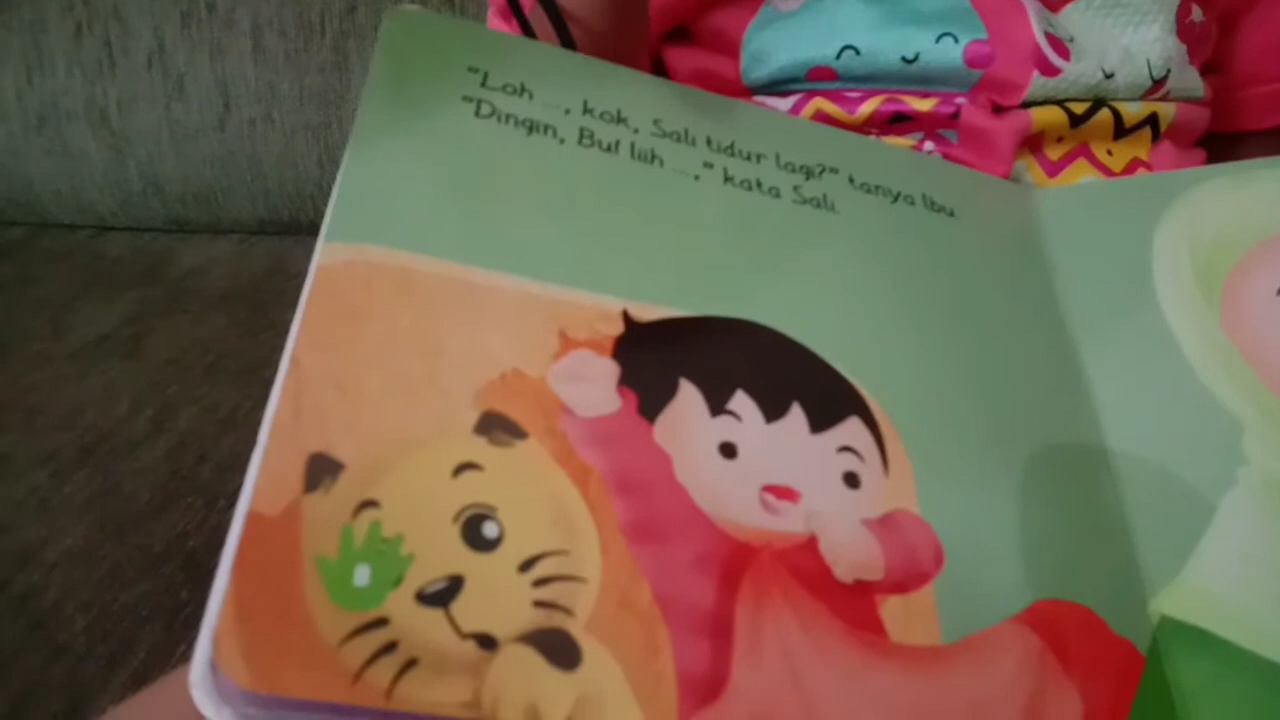 "Loh ..., kok, Sali tidur lagi?" tanya Ibu.
"Dingin, Bu! Iiih ...," kata Sali.